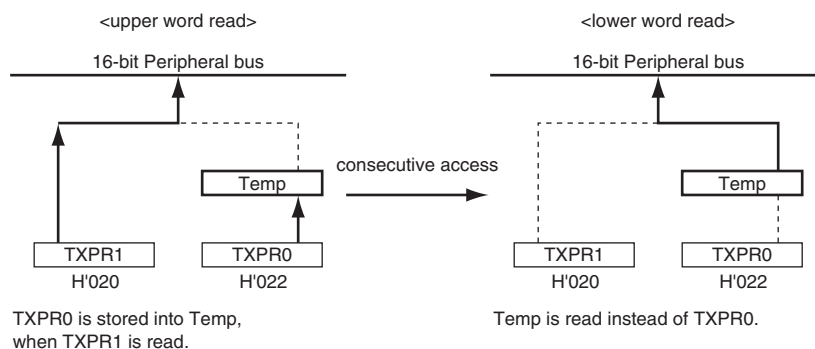 <upper word read>
16-bit Peripheral bus
Temp
TXPR1
TXPR0
H'020
H'022
TXPR0 is stored into Temp,
when TXPR1 is read.
consecutive access
<lower word read>
16-bit Peripheral bus
Temp
TXPR1
TXPR0
H'020
H'022
Temp is read instead of TXPR0.